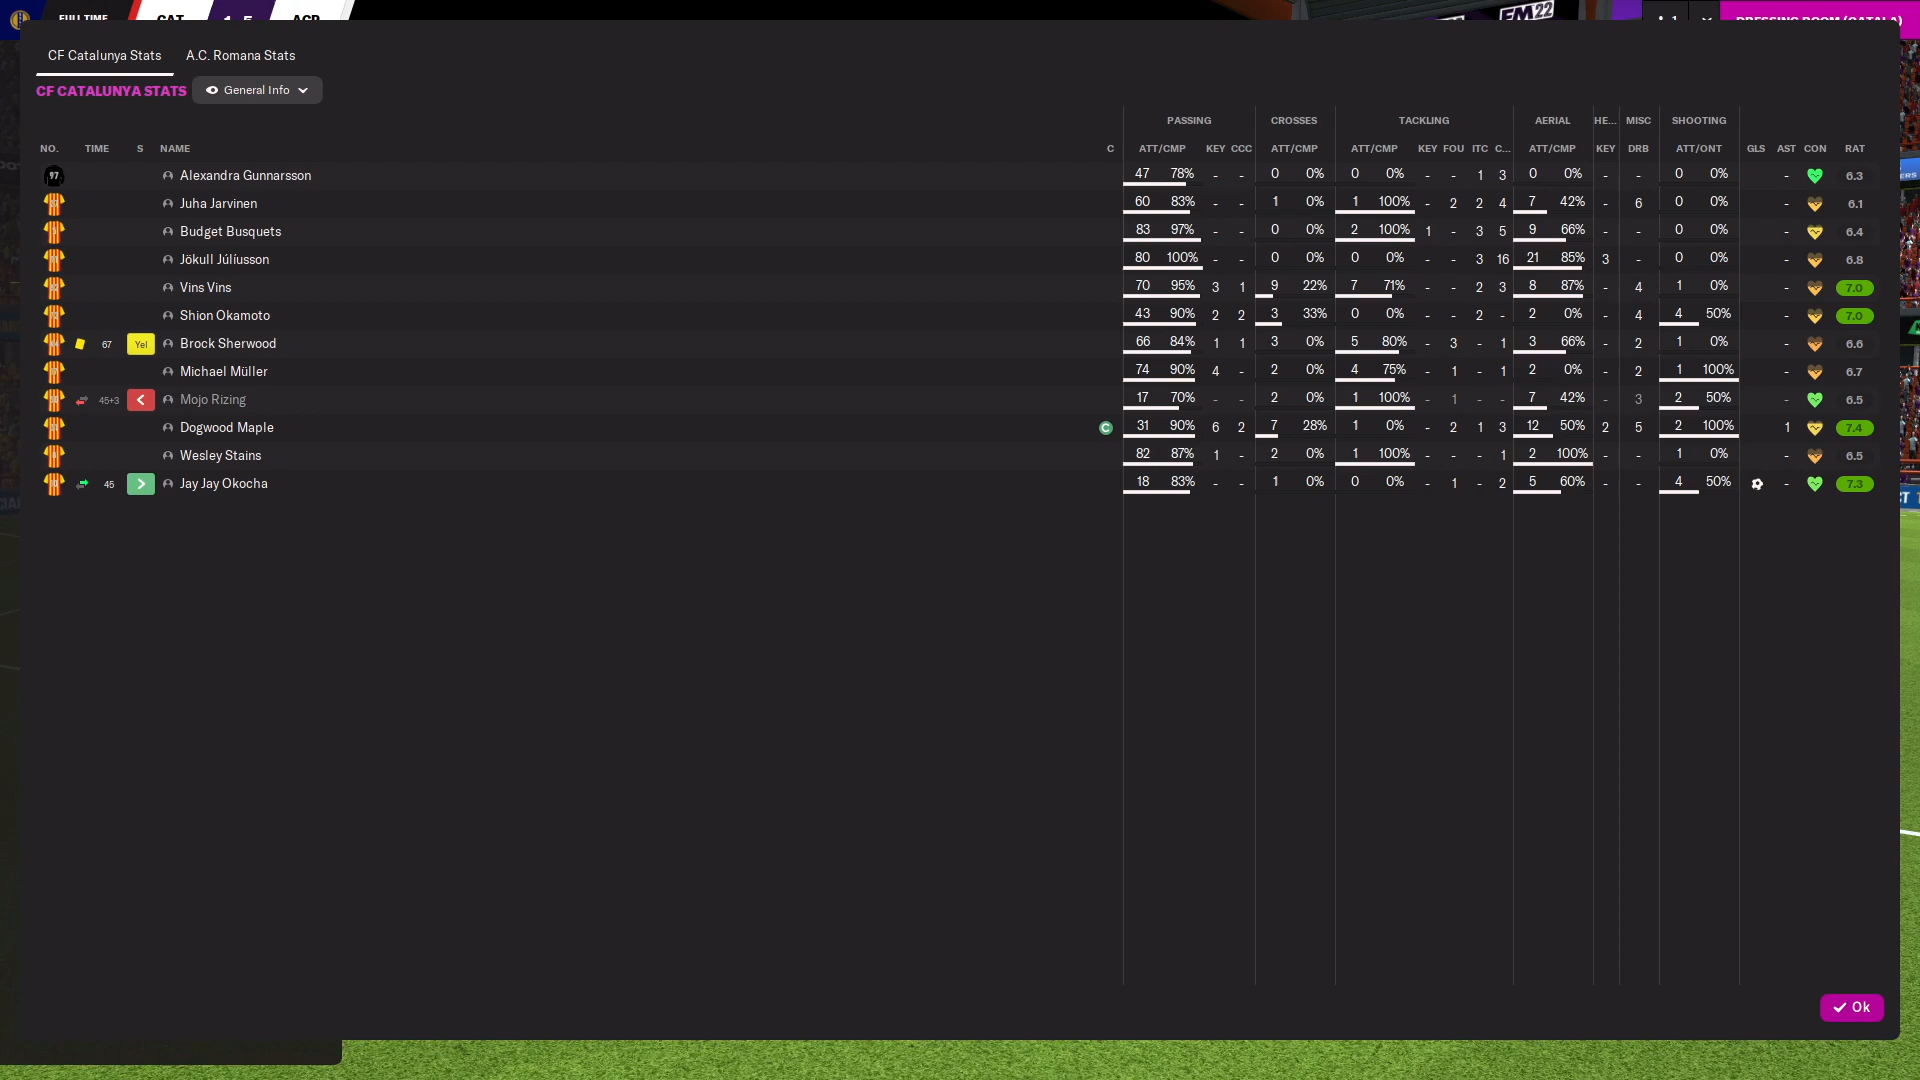 FULL TIME CAT 1 - 5 ACR FM22 1 DRESSING ROOM (CATALA)
CF Catalunya Stats A.C. Romana Stats
CF CATALUNYA STATS General Info
PASSING CROSSES TACKLING AERIAL HE... MISC SHOOTING
NO. TIME S NAME C ATT/CMP KEY CCC ATT/CMP ATT/CMP KEY FOU ITC C... ATT/CMP KEY DRB ATT/ONT GLS AST CON RAT
97 Alexandra Gunnarsson 47 78% - - 0 0% 0 0% - - 1 3 0 0% - - 0 0% - 6.3
Juha Jarvinen 60 83% - - 1 0% 1 100% - 2 2 4 7 42% - 6 0 0% - 6.1
Budget Busquets 83 97% - - 0 0% 2 100% 1 - 3 5 9 66% - - 0 0% - 6.4
Jökull Júlíusson 80 100% - - 0 0% 0 0% - - 3 16 21 85% 3 - 0 0% - 6.8
Vins Vins 70 95% 3 1 9 22% 7 71% - - 2 3 8 87% - 4 1 0% - 7.0
Shion Okamoto 43 90% 2 2 3 33% 0 0% - - 2 - 2 0% - 4 4 50% - 7.0
67 Yel Brock Sherwood 66 84% 1 1 3 0% 5 80% - 3 - 1 3 66% - 2 1 0% - 6.6
Michael Müller 74 90% 4 - 2 0% 4 75% - 1 - 1 2 0% - 2 1 100% - 6.7
45+3 Mojo Rizing 17 70% - - 2 0% 1 100% - 1 - - 7 42% - 3 2 50% - 6.5
Dogwood Maple C 31 90% 6 2 7 28% 1 0% - 2 1 3 12 50% 2 5 2 100% 1 7.4
Wesley Stains 82 87% 1 - 2 0% 1 100% - - - 1 2 100% - - 1 0% - 6.5
45 Jay Jay Okocha 18 83% - - 1 0% 0 0% - 1 - 2 5 60% - - 4 50% - 7.3
Ok